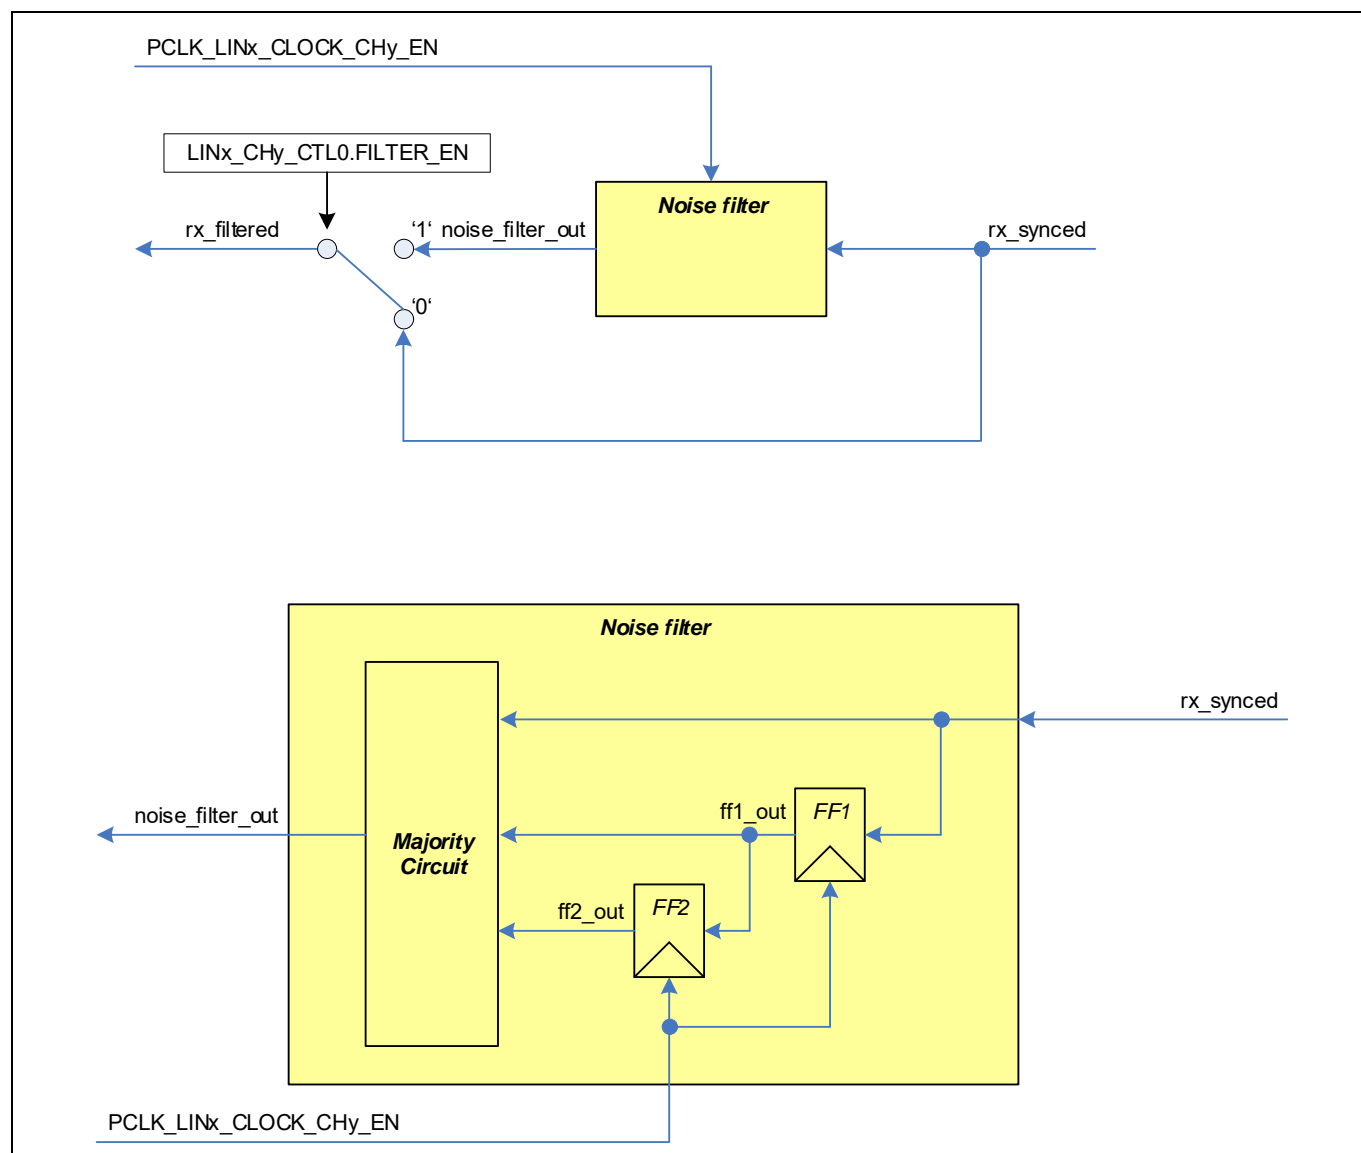 PCLK_LINx_CLOCK_CHy_EN
LINx_CHy_CTL0.FILTER_EN
Noise filter
rx_filtered
‘1‘
noise_filter_out
rx_synced
‘0‘
Noise filter
rx_synced
noise_filter_out
ff1_out
FF1
Majority
Circuit
ff2_out
FF2
PCLK_LINx_CLOCK_CHy_EN